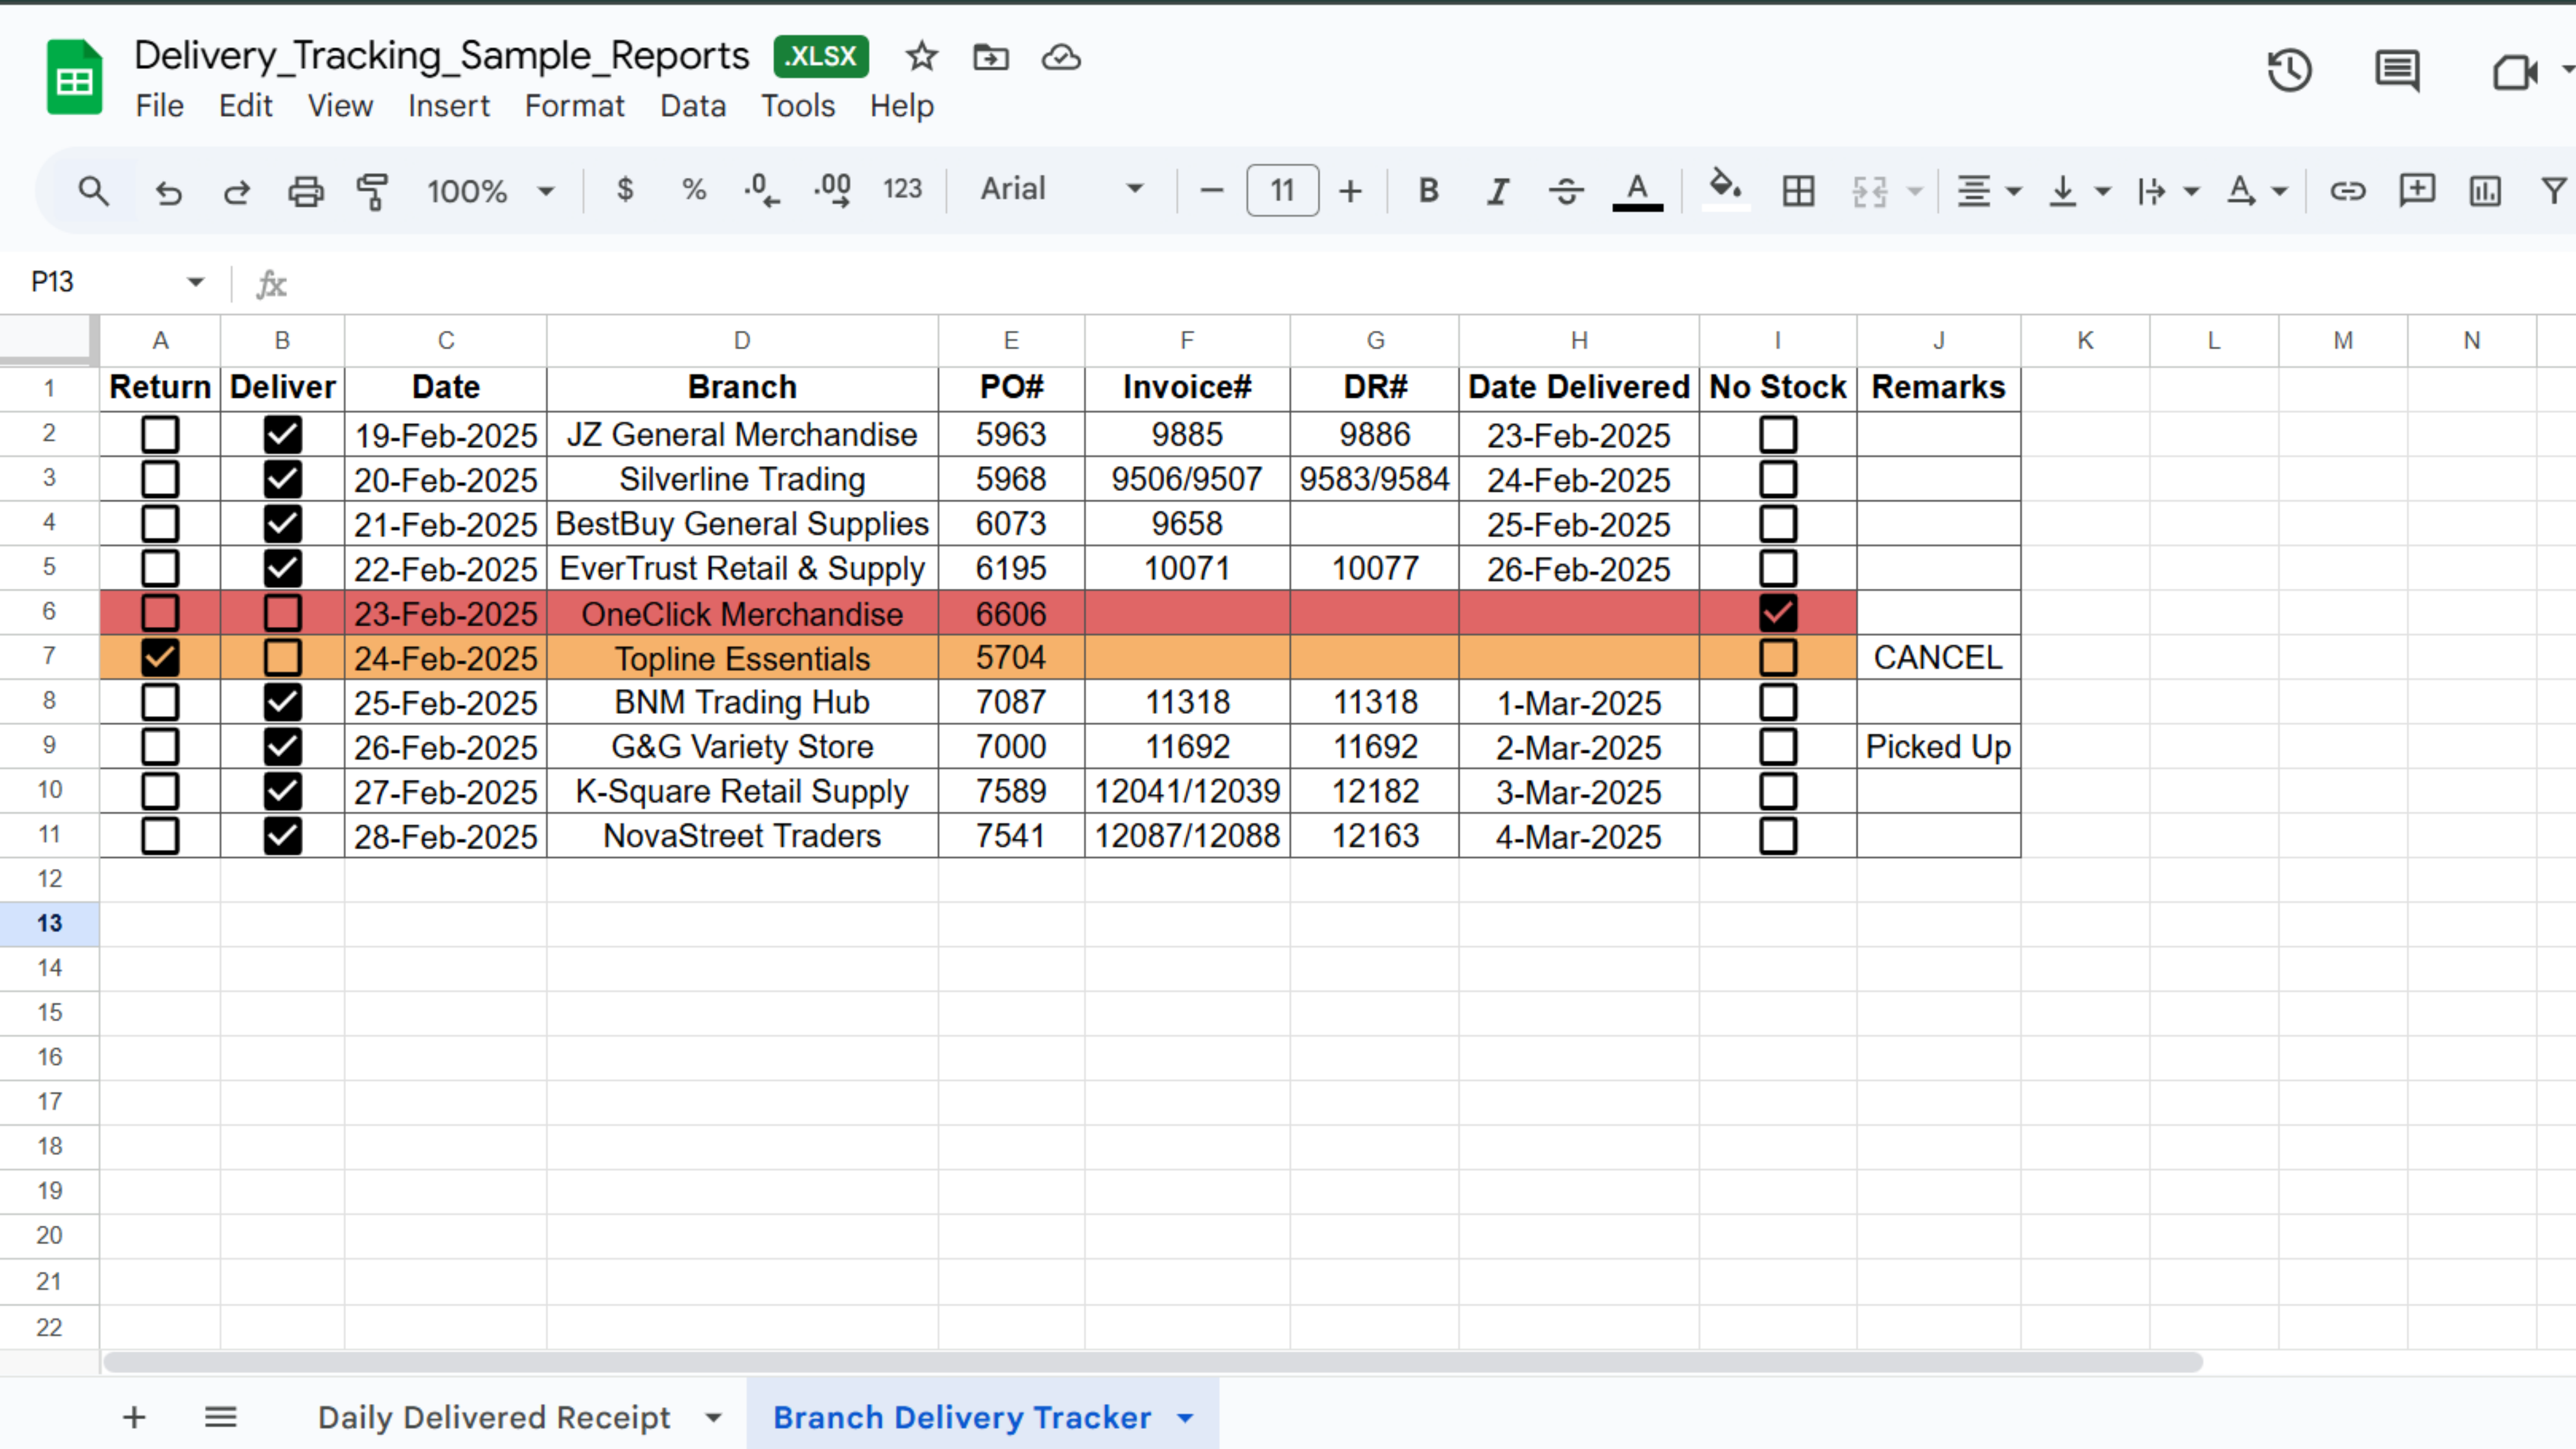 Delivery_Tracking_Sample_Reports .XLSX
File Edit View Insert Format Data Tools Help
100% $ % .0 .00 123 Arial 11 B I A A
P13 fx
A B C D E F G H I J K L M N
1 Return Deliver Date Branch PO# Invoice# DR# Date Delivered No Stock Remarks
2 19-Feb-2025 JZ General Merchandise 5963 9885 9886 23-Feb-2025
3 20-Feb-2025 Silverline Trading 5968 9506/9507 9583/9584 24-Feb-2025
4 21-Feb-2025 BestBuy General Supplies 6073 9658 25-Feb-2025
5 22-Feb-2025 EverTrust Retail & Supply 6195 10071 10077 26-Feb-2025
6 23-Feb-2025 OneClick Merchandise 6606
7 24-Feb-2025 Topline Essentials 5704 CANCEL
8 25-Feb-2025 BNM Trading Hub 7087 11318 11318 1-Mar-2025
9 26-Feb-2025 G&G Variety Store 7000 11692 11692 2-Mar-2025 Picked Up
10 27-Feb-2025 K-Square Retail Supply 7589 12041/12039 12182 3-Mar-2025
11 28-Feb-2025 NovaStreet Traders 7541 12087/12088 12163 4-Mar-2025
12
13
14
15
16
17
18
19
20
21
22
Daily Delivered Receipt Branch Delivery Tracker